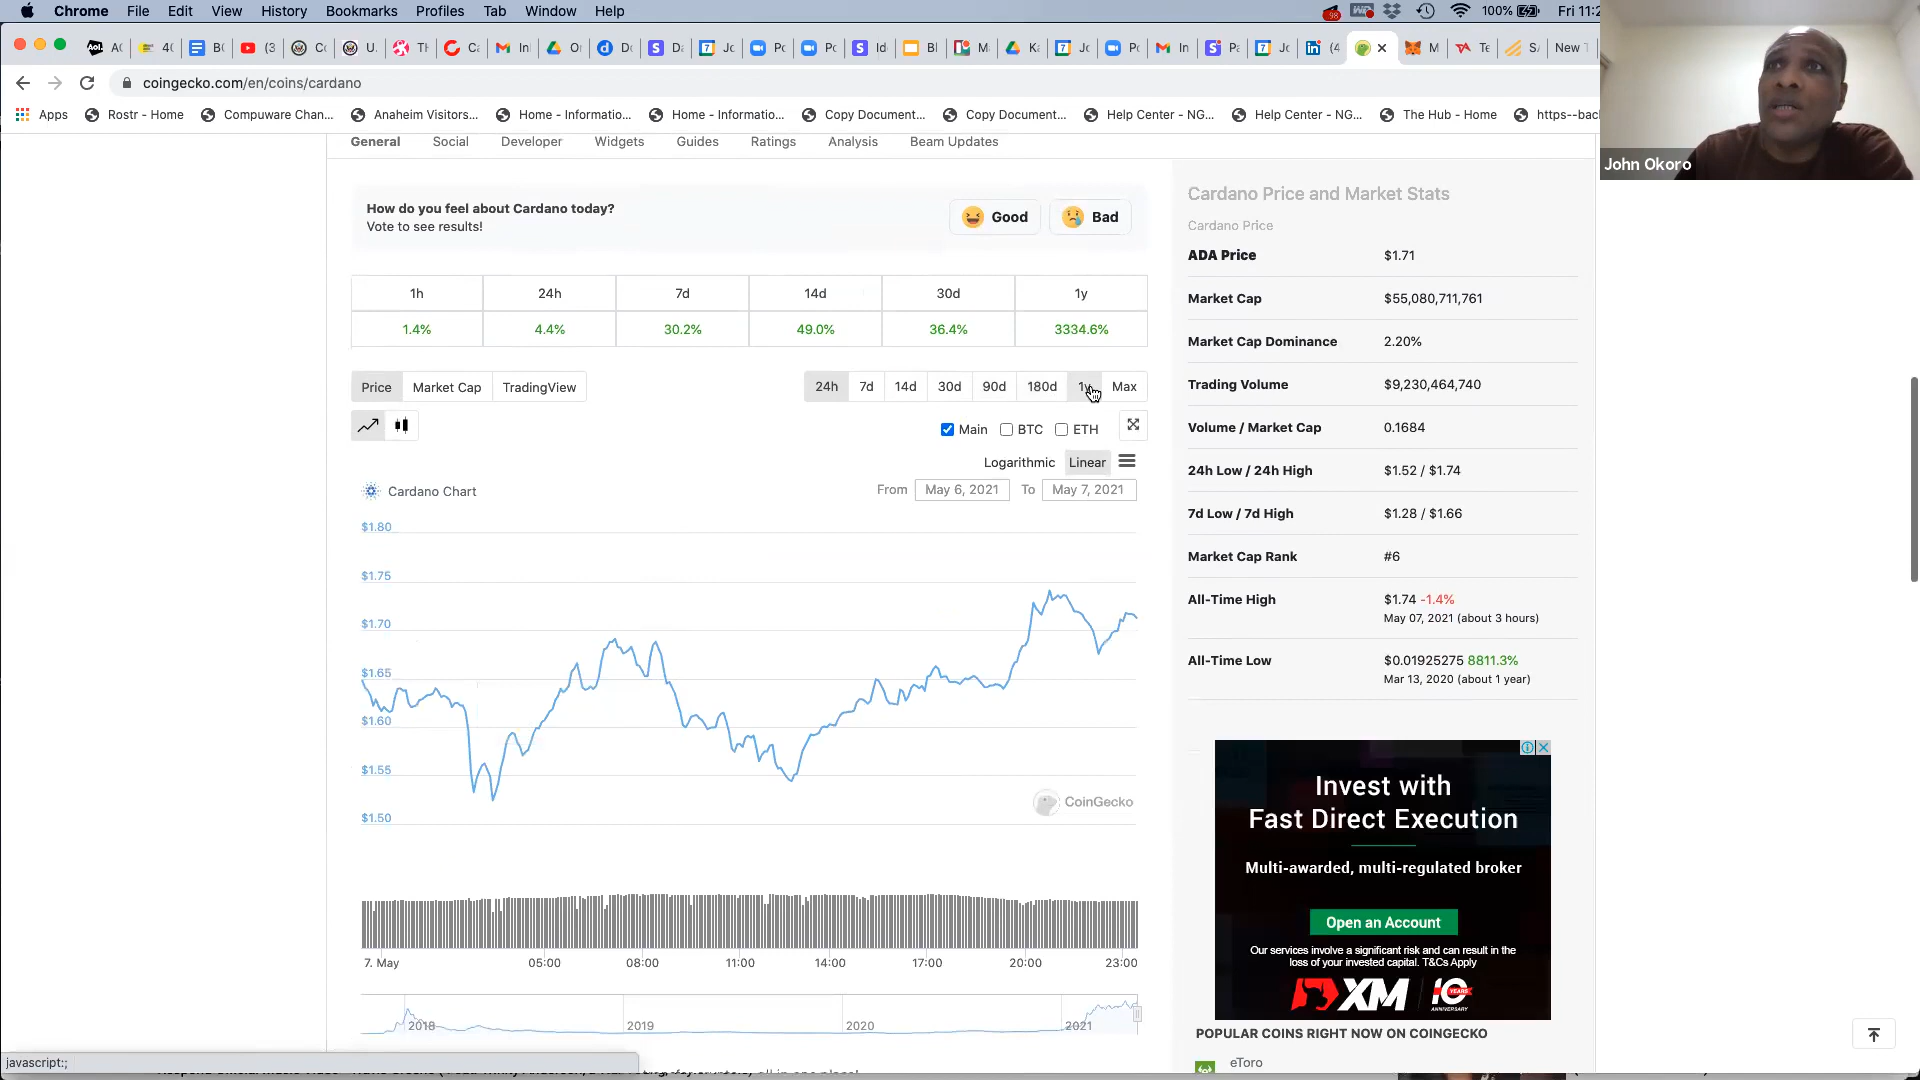 Chrome File Edit View History Bookmarks Profiles Tab Window Help 98 100% Fri 11:2
coingecko.com/en/coins/cardano
Apps Rostr - Home Compuware Chan... Anaheim Visitors... Home - Informatio... Home - Informatio... Copy Document... Copy Document... Help Center - NG... Help Center - NG... The Hub - Home https--bac
John Okoro
General Social Developer Widgets Guides Ratings Analysis Beam Updates
How do you feel about Cardano today?
Vote to see results!
Good Bad
1h 24h 7d 14d 30d 1y
1.4% 4.4% 30.2% 49.0% 36.4% 3334.6%
Price Market Cap TradingView
24h 7d 14d 30d 90d 180d 1y Max
Main BTC ETH
Logarithmic Linear
Cardano Chart
From May 6, 2021 To May 7, 2021
$1.80
$1.75
$1.70
$1.65
$1.60
$1.55
$1.50
CoinGecko
7. May 05:00 08:00 11:00 14:00 17:00 20:00 23:00
2018 2019 2020 2021
Cardano Price and Market Stats
Cardano Price
ADA Price $1.71
Market Cap $55,080,711,761
Market Cap Dominance 2.20%
Trading Volume $9,230,464,740
Volume / Market Cap 0.1684
24h Low / 24h High $1.52 / $1.74
7d Low / 7d High $1.28 / $1.66
Market Cap Rank #6
All-Time High $1.74 -1.4%
May 07, 2021 (about 3 hours)
All-Time Low $0.01925275 8811.3%
Mar 13, 2020 (about 1 year)
Invest with
Fast Direct Execution
Multi-awarded, multi-regulated broker
Open an Account
Our services involve a significant risk and can result in the
loss of your invested capital. T&Cs Apply
XM 10 YEARS
ANNIVERSARY
POPULAR COINS RIGHT NOW ON COINGECKO
eToro
javascript:;